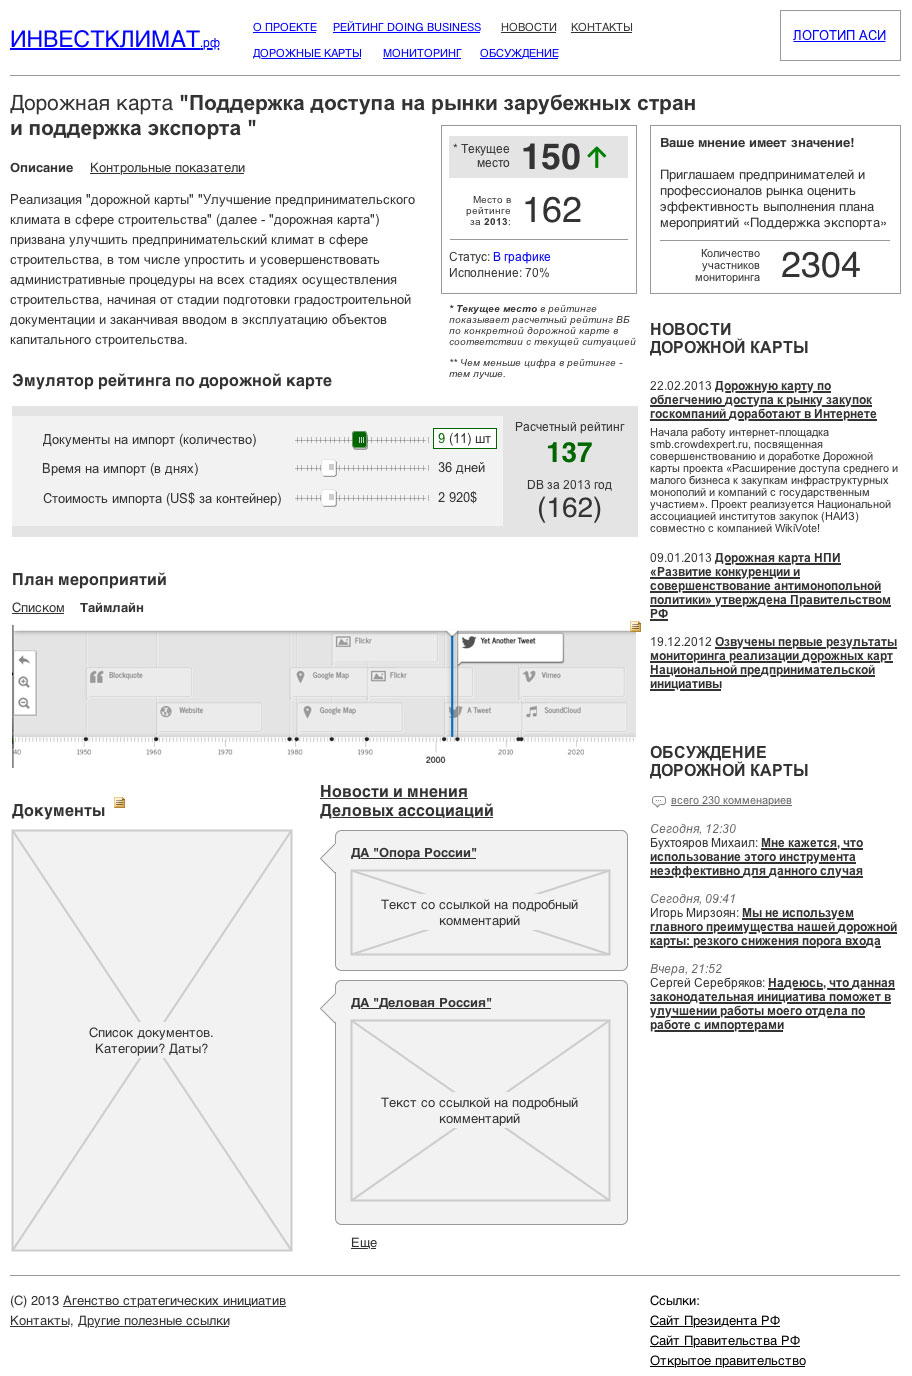 ИНВЕСТКЛИМАТ.рф
О ПРОЕКТЕ РЕЙТИНГ DOING BUSINESS НОВОСТИ КОНТАКТЫ
ДОРОЖНЫЕ КАРТЫ МОНИТОРИНГ ОБСУЖДЕНИЕ
ЛОГОТИП АСИ
Дорожная карта "Поддержка доступа на рынки зарубежных стран
и поддержка экспорта "
Описание Контрольные показатели
Реализация "дорожной карты" "Улучшение предпринимательского
климата в сфере строительства" (далее - "дорожная карта")
призвана улучшить предпринимательский климат в сфере
строительства, в том числе упростить и усовершенствовать
административные процедуры на всех стадиях осуществления
строительства, начиная от стадии подготовки градостроительной
документации и заканчивая вводом в эксплуатацию объектов
капитального строительства.
* Текущее
место
150
Место в
рейтинге
за 2013:
162
Статус: В графике
Исполнение: 70%
* Текущее место в рейтинге
показывает расчетный рейтинг ВБ
по конкретной дорожной карте в
соответствии с текущей ситуацией
** Чем меньше цифра в рейтинге -
тем лучше.
Ваше мнение имеет значение!
Приглашаем предпринимателей и
профессионалов рынка оценить
эффективность выполнения плана
мероприятий «Поддержка экспорта»
Количество
участников
мониторинга
2304
Эмулятор рейтинга по дорожной карте
Документы на импорт (количество) 9 (11) шт
Время на импорт (в днях) 36 дней
Стоимость импорта (US$ за контейнер) 2 920$
Расчетный рейтинг
137
DB за 2013 год
(162)
План мероприятий
Списком Таймлайн
Flickr Yet Another Tweet
Blockquote Google Map Flickr Vimeo
Website Google Map A Tweet SoundCloud
40 1950 1960 1970 1980 1990 2000 2010 2020
Документы
Список документов.
Категории? Даты?
Новости и мнения
Деловых ассоциаций
ДА "Опора России"
Текст со ссылкой на подробный
комментарий
ДА "Деловая Россия"
Текст со ссылкой на подробный
комментарий
Еще
НОВОСТИ
ДОРОЖНОЙ КАРТЫ
22.02.2013 Дорожную карту по
облегчению доступа к рынку закупок
госкомпаний доработают в Интернете
Начала работу интернет-площадка
smb.crowdexpert.ru, посвященная
совершенствованию и доработке Дорожной
карты проекта «Расширение доступа среднего и
малого бизнеса к закупкам инфраструктурных
монополий и компаний с государственным
участием». Проект реализуется Национальной
ассоциацией институтов закупок (НАИЗ)
совместно с компанией WikiVote!
09.01.2013 Дорожная карта НПИ
«Развитие конкуренции и
совершенствование антимонопольной
политики» утверждена Правительством
РФ
19.12.2012 Озвучены первые результаты
мониторинга реализации дорожных карт
Национальной предпринимательской
инициативы
ОБСУЖДЕНИЕ
ДОРОЖНОЙ КАРТЫ
всего 230 комменариев
Сегодня, 12:30
Бухтояров Михаил: Мне кажется, что
использование этого инструмента
неэффективно для данного случая
Сегодня, 09:41
Игорь Мирзоян: Мы не используем
главного преимущества нашей дорожной
карты: резкого снижения порога входа
Вчера, 21:52
Сергей Серебряков: Надеюсь, что данная
законодательная инициатива поможет в
улучшении работы моего отдела по
работе с импортерами
(C) 2013 Агенство стратегических инициатив
Контакты, Другие полезные ссылки
Ссылки:
Сайт Президента РФ
Сайт Правительства РФ
Открытое правительство